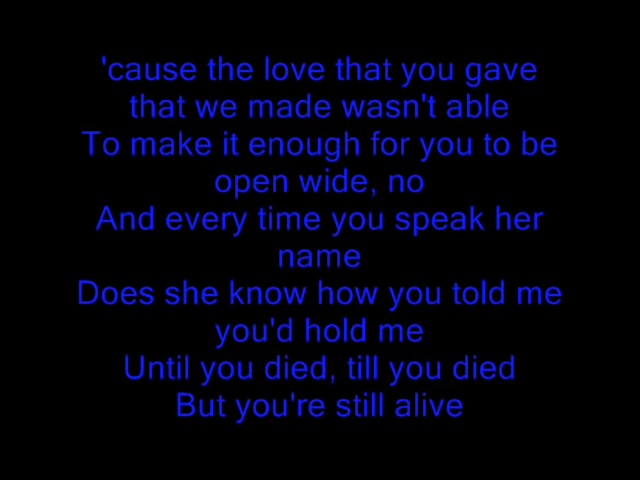 'cause the love that you gave
that we made wasn't able
To make it enough for you to be
open wide, no
And every time you speak her
name
Does she know how you told me
you'd hold me
Until you died, till you died
But you're still alive